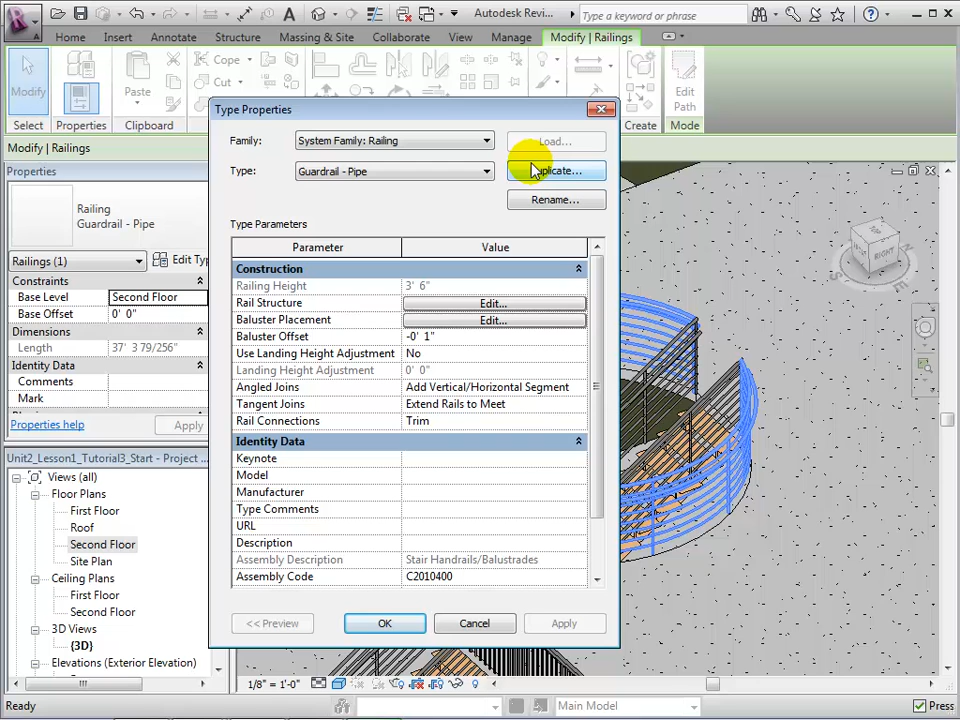 Autodesk Revi...
Type a keyword or phrase
Home Insert Annotate Structure Massing & Site Collaborate View Manage Modify | Railings
Modify
Paste
Cope
Cut
Edit
Path
Select Properties Clipboard Create Mode
Modify | Railings
Properties
Railing
Guardrail - Pipe
Railings (1)
Edit Ty
Constraints
Base Level Second Floor
Base Offset 0' 0"
Dimensions
Length 37' 3 79/256"
Identity Data
Comments
Mark
Properties help
Apply
Unit2_Lesson1_Tutorial3_Start - Project ...
Views (all)
Floor Plans
First Floor
Roof
Second Floor
Site Plan
Ceiling Plans
First Floor
Second Floor
3D Views
{3D}
Elevations (Exterior Elevation)
Type Properties
Family: System Family: Railing Load...
Type: Guardrail - Pipe uplicate...
Rename...
Type Parameters
Parameter Value
Construction
Railing Height 3' 6"
Rail Structure Edit...
Baluster Placement Edit...
Baluster Offset -0' 1"
Use Landing Height Adjustment No
Landing Height Adjustment 0' 0"
Angled Joins Add Vertical/Horizontal Segment
Tangent Joins Extend Rails to Meet
Rail Connections Trim
Identity Data
Keynote
Model
Manufacturer
Type Comments
URL
Description
Assembly Description Stair Handrails/Balustrades
Assembly Code C2010400
<< Preview OK Cancel Apply
RIGHT
1/8" = 1'-0"
Ready
Main Model
Press